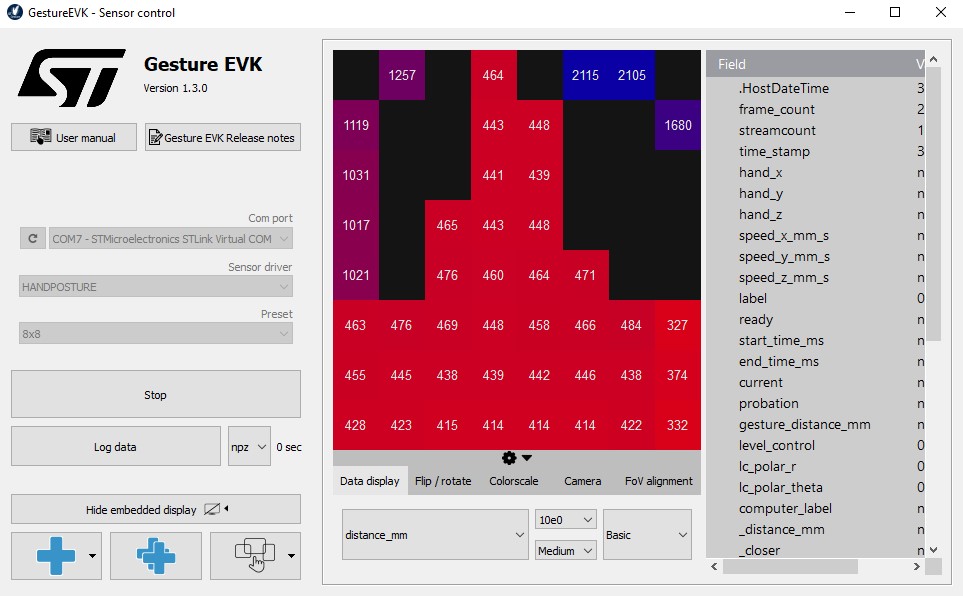 GestureEVK - Sensor control
ST
Gesture EVK
Version 1.3.0
User manual
Gesture EVK Release notes
Com port
COM7 - STMicroelectronics STLink Virtual COM
Sensor driver
HANDPOSTURE
Preset
8x8
Stop
Log data
npz
0 sec
Hide embedded display
1257 464 2115 2105
1119 443 448 1680
1031 441 439
1017 465 443 448
1021 476 460 464 471
463 476 469 448 458 466 484 327
455 445 438 439 442 446 438 374
428 423 415 414 414 414 422 332
Data display Flip / rotate Colorscale Camera FoV alignment
distance_mm
10e0
Medium
Basic
Field V
.HostDateTime 3
frame_count 2
streamcount 1
time_stamp 3
hand_x n
hand_y n
hand_z n
speed_x_mm_s n
speed_y_mm_s n
speed_z_mm_s n
label 0
ready n
start_time_ms n
end_time_ms n
current n
probation n
gesture_distance_mm n
level_control 0
lc_polar_r 0
lc_polar_theta 0
computer_label n
_distance_mm n
_closer n